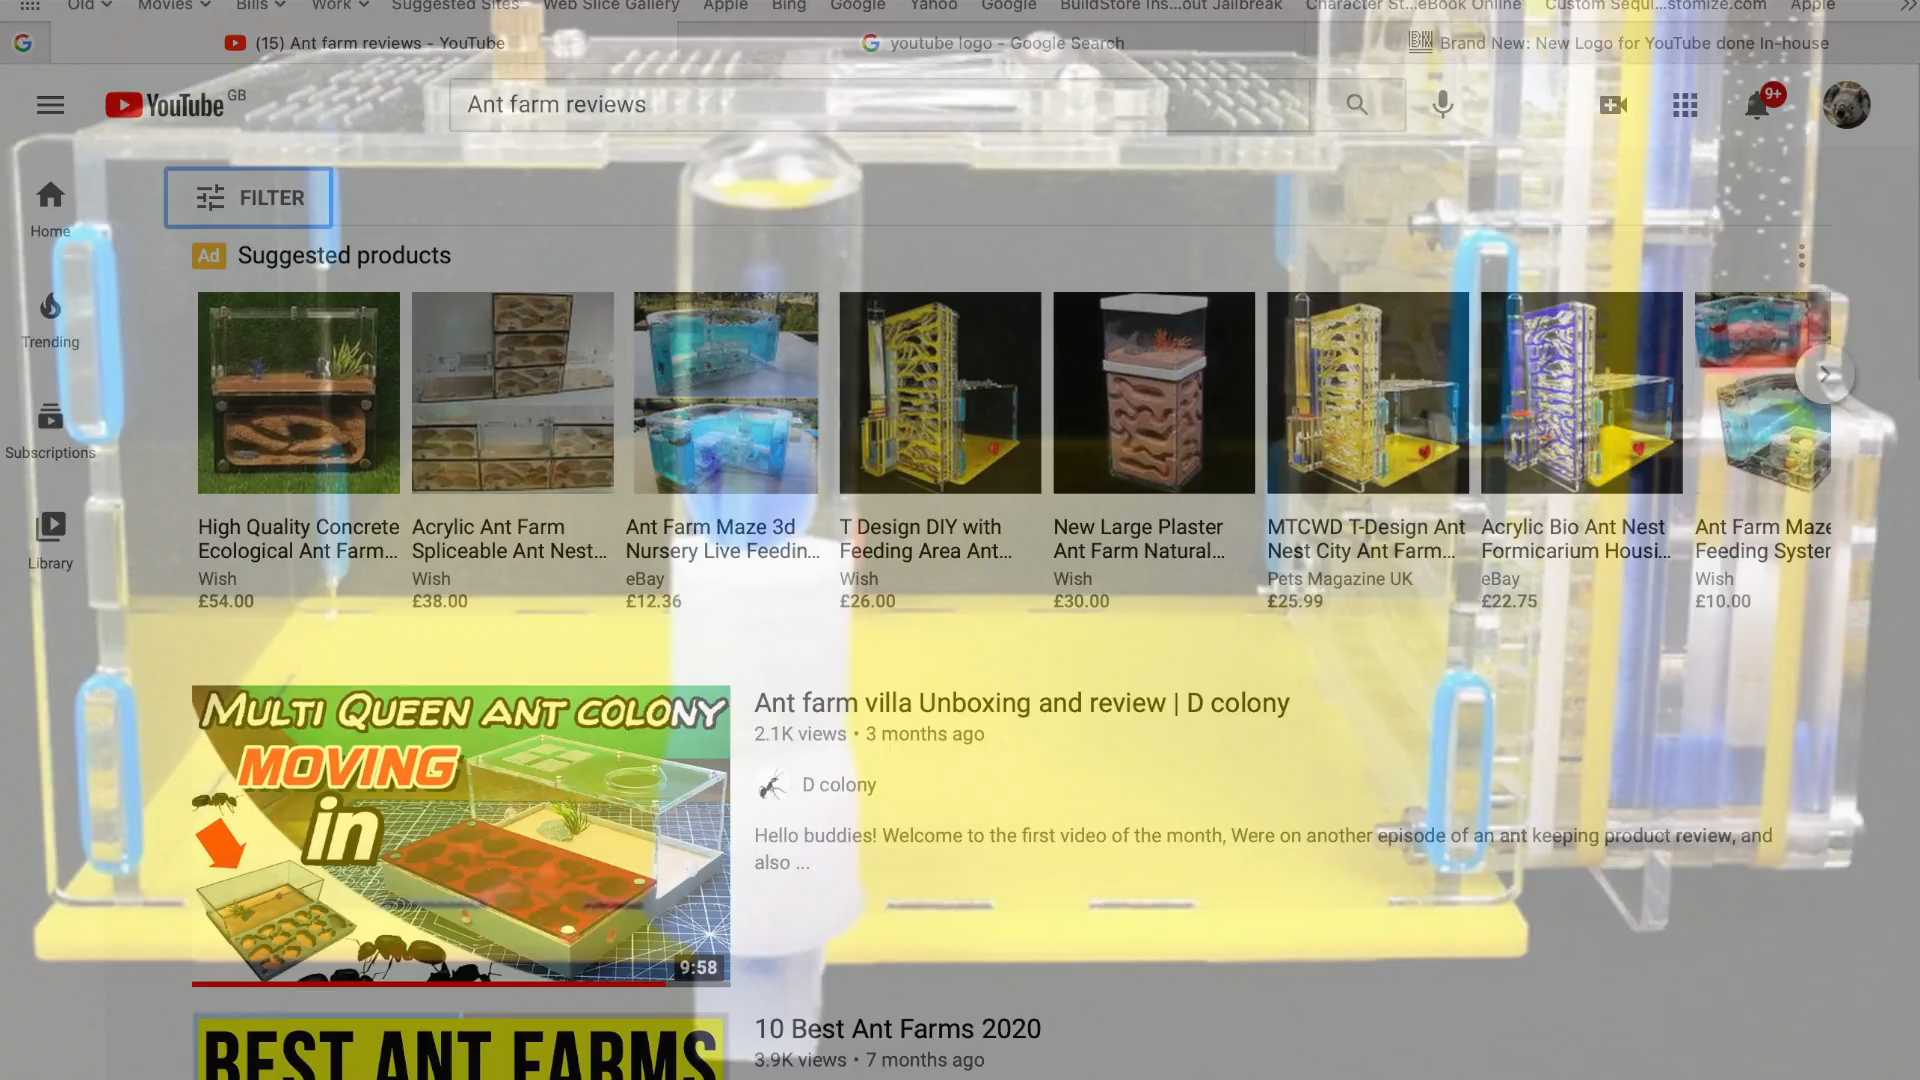 Old Movies Bills Work Suggested Sites Web Slice Gallery Apple Bing Google Yahoo Google BuildStore Ins...out Jailbreak Character St...eBook Online Custom Sequi...stomize.com Apple
(15) Ant farm reviews - YouTube
youtube logo - Google Search
Brand New: New Logo for YouTube done In-house
YouTube GB
Ant farm reviews
9+
Home
Trending
Subscriptions
Library
FILTER
Ad Suggested products
High Quality Concrete
Ecological Ant Farm...
Wish
£54.00
Acrylic Ant Farm
Spliceable Ant Nest...
Wish
£38.00
Ant Farm Maze 3d
Nursery Live Feedin...
eBay
£12.36
T Design DIY with
Feeding Area Ant...
Wish
£26.00
New Large Plaster
Ant Farm Natural...
Wish
£30.00
MTCWD T-Design Ant
Nest City Ant Farm...
Pets Magazine UK
£25.99
Acrylic Bio Ant Nest
Formicarium Housi...
eBay
£22.75
Ant Farm Maze
Feeding System
Wish
£10.00
MULTI QUEEN ANT COLONY
MOVING
in
9:58
Ant farm villa Unboxing and review | D colony
2.1K views • 3 months ago
D colony
Hello buddies! Welcome to the first video of the month, Were on another episode of an ant keeping product review, and
also ...
BEST ANT FARMS
10 Best Ant Farms 2020
3.9K views • 7 months ago